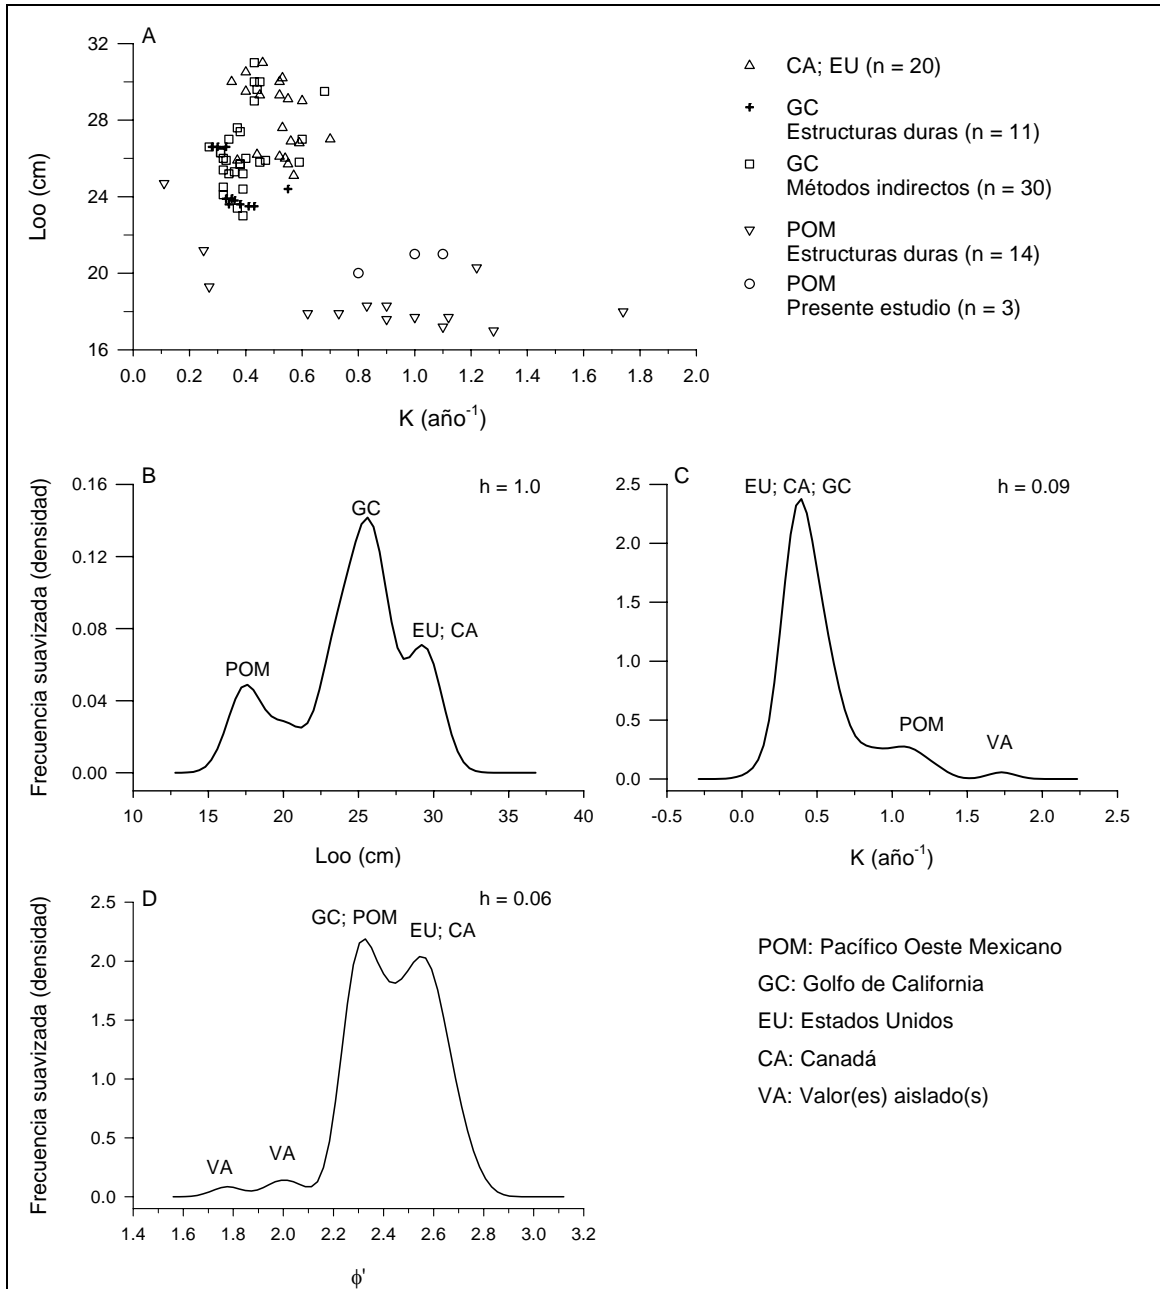 A
32
28
24
20
16
Loo (cm)
0.0 0.2 0.4 0.6 0.8 1.0 1.2 1.4 1.6 1.8 2.0
K (año-1)
CA; EU (n = 20)
GC
Estructuras duras (n = 11)
GC
Métodos indirectos (n = 30)
POM
Estructuras duras (n = 14)
POM
Presente estudio (n = 3)
B
h = 1.0
0.16
0.12
0.08
0.04
0.00
Frecuencia suavizada (densidad)
GC
EU; CA
POM
10 15 20 25 30 35 40
Loo (cm)
C
EU; CA; GC
h = 0.09
2.5
2.0
1.5
1.0
0.5
0.0
POM
VA
-0.5 0.0 0.5 1.0 1.5 2.0 2.5
K (año-1)
D
h = 0.06
2.5
2.0
1.5
1.0
0.5
0.0
Frecuencia suavizada (densidad)
GC; POM
EU; CA
VA
VA
1.4 1.6 1.8 2.0 2.2 2.4 2.6 2.8 3.0 3.2
ϕ'
POM: Pacífico Oeste Mexicano
GC: Golfo de California
EU: Estados Unidos
CA: Canadá
VA: Valor(es) aislado(s)